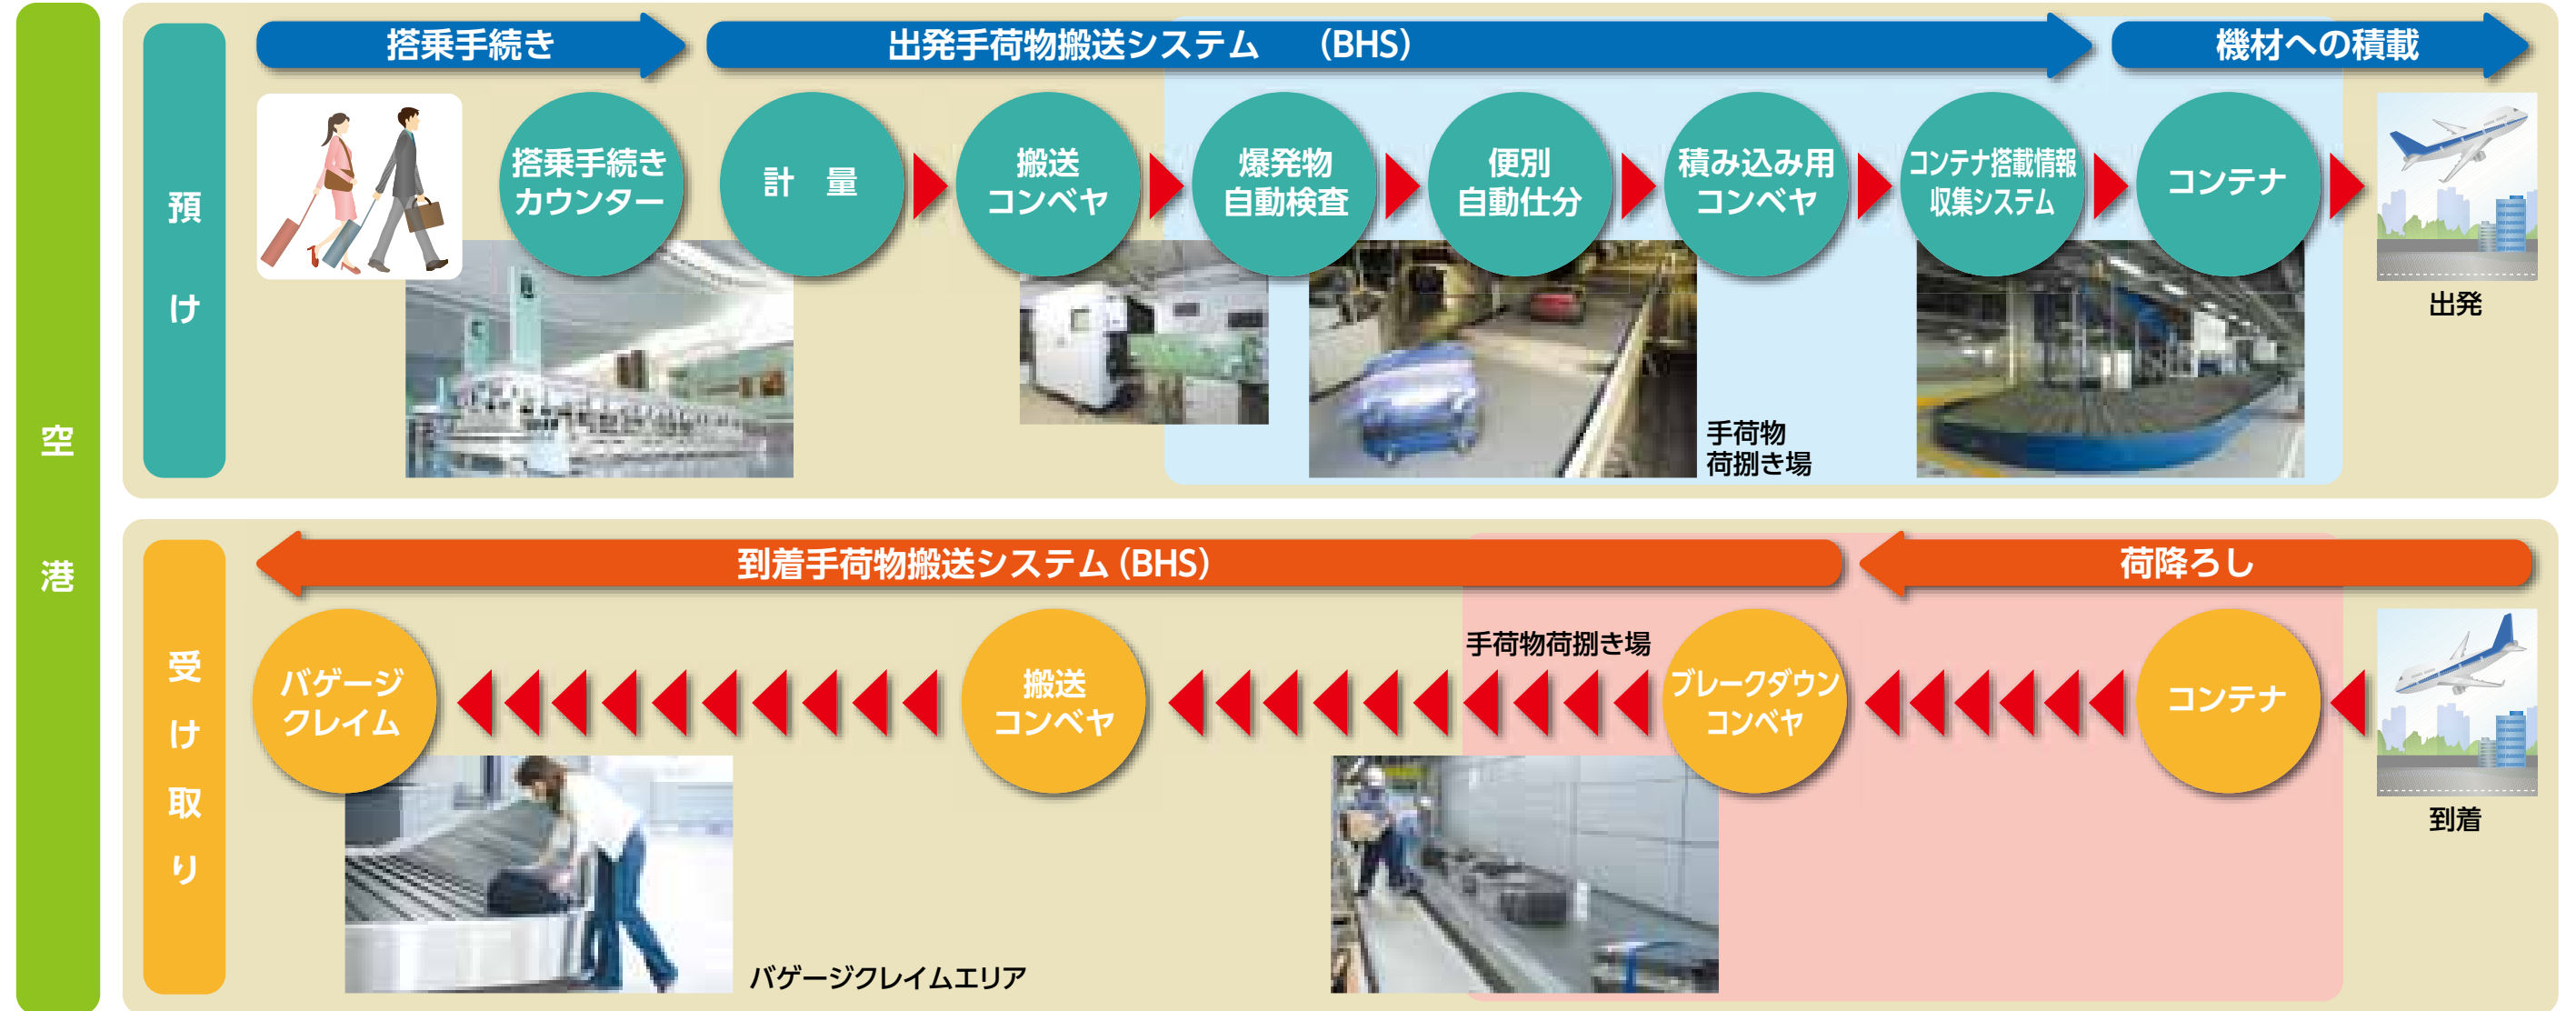 空港
預け
搭乗手続き
出発手荷物搬送システム （BHS）
機材への積載
搭乗手続き
カウンター
計 量
搬送
コンベヤ
爆発物
自動検査
便別
自動仕分
積み込み用
コンベヤ
コンテナ搭載情報
収集システム
コンテナ
出発
手荷物
荷捌き場
受け取り
到着手荷物搬送システム（BHS）
荷降ろし
バゲージ
クレイム
搬送
コンベヤ
手荷物荷捌き場
ブレークダウン
コンベヤ
コンテナ
到着
バゲージクレイムエリア